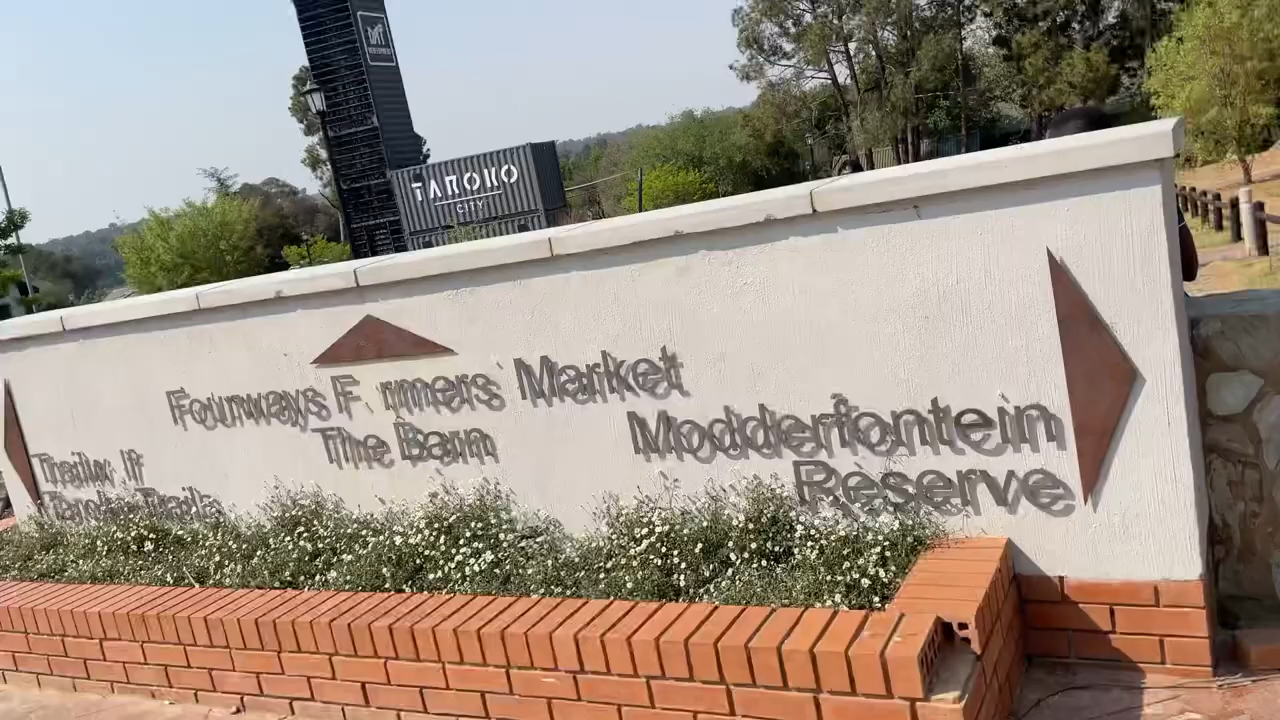 TAROKO
CITY
Fourways F rmers Market
The Barn
Modderfontein
Reserve